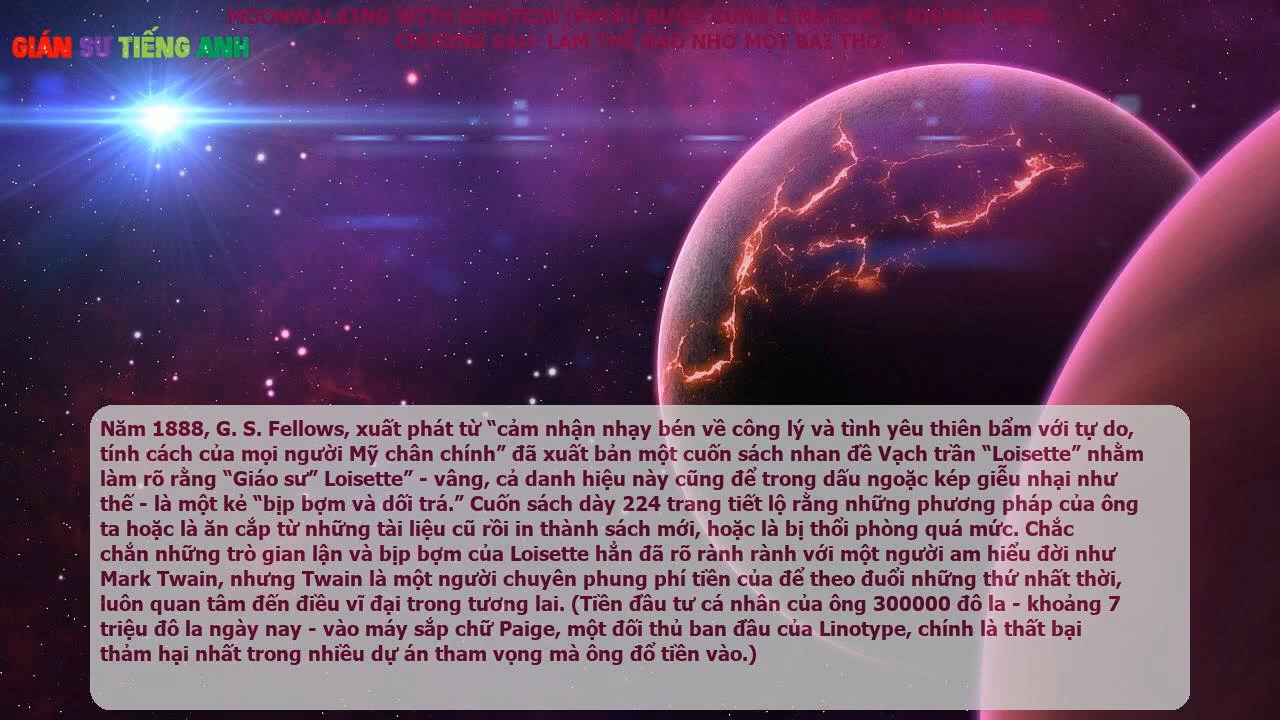 MOONWALKING WITH EINSTEIN (PHIÊU BƯỚC CÙNG EINSTEIN) - JOSHUA FOER
CHƯƠNG SÁU: LÀM THẾ NÀO NHỚ MỘT BÀI THƠ
GIÁN SỨ TIẾNG ANH
Năm 1888, G. S. Fellows, xuất phát từ “cảm nhận nhạy bén về công lý và tình yêu thiên bẩm với tự do,
tính cách của mọi người Mỹ chân chính” đã xuất bản một cuốn sách nhan đề Vạch trần “Loisette” nhằm
làm rõ rằng “Giáo sư” Loisette” - vâng, cả danh hiệu này cũng để trong dấu ngoặc kép giễu nhại như
thế - là một kẻ “bịp bợm và dối trá.” Cuốn sách dày 224 trang tiết lộ rằng những phương pháp của ông
ta hoặc là ăn cắp từ những tài liệu cũ rồi in thành sách mới, hoặc là bị thổi phòng quá mức. Chắc
chắn những trò gian lận và bịp bợm của Loisette hẳn đã rõ rành rành với một người am hiểu đời như
Mark Twain, nhưng Twain là một người chuyên phung phí tiền của để theo đuổi những thứ nhất thời,
luôn quan tâm đến điều vĩ đại trong tương lai. (Tiền đầu tư cá nhân của ông 300000 đô la - khoảng 7
triệu đô la ngày nay - vào máy sắp chữ Paige, một đối thủ ban đầu của Linotype, chính là thất bại
thảm hại nhất trong nhiều dự án tham vọng mà ông đổ tiền vào.)